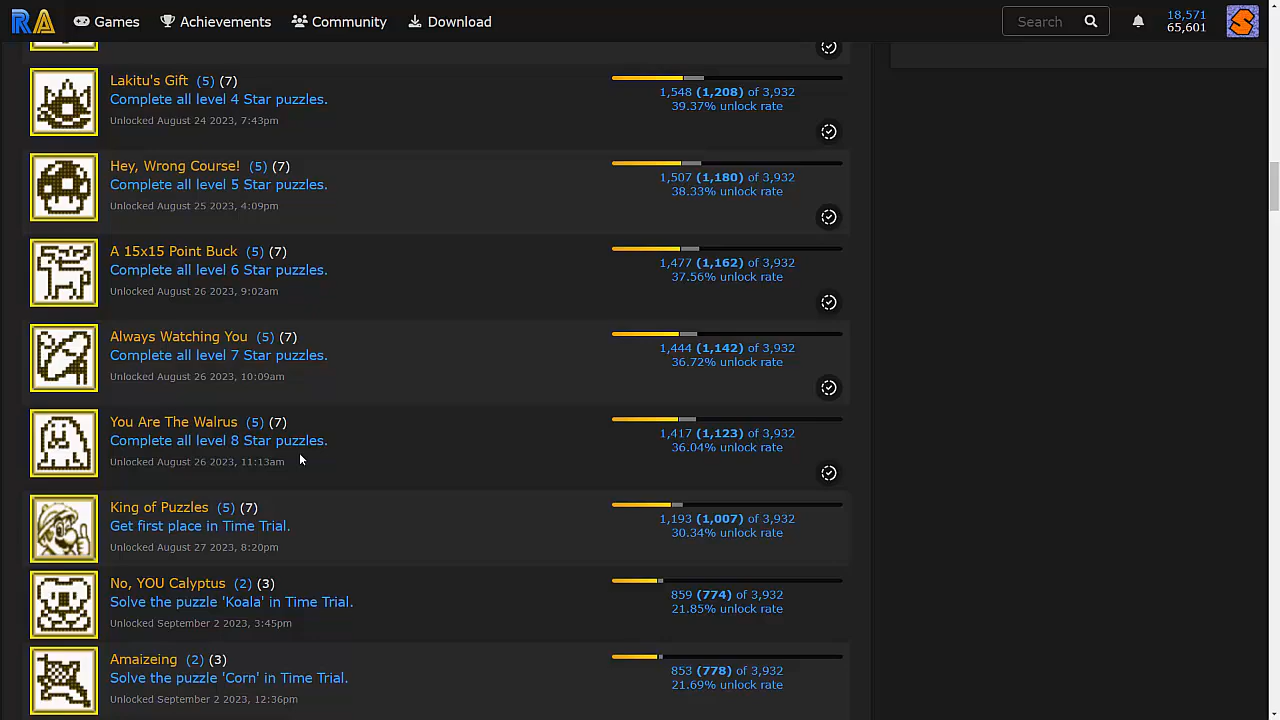 RA Games Achievements Community Download Search 18,571
65,601
Lakitu's Gift (5) (7)
Complete all level 4 Star puzzles.
Unlocked August 24 2023, 7:43pm
1,548 (1,208) of 3,932
39.37% unlock rate
Hey, Wrong Course! (5) (7)
Complete all level 5 Star puzzles.
Unlocked August 25 2023, 4:09pm
1,507 (1,180) of 3,932
38.33% unlock rate
A 15x15 Point Buck (5) (7)
Complete all level 6 Star puzzles.
Unlocked August 26 2023, 9:02am
1,477 (1,162) of 3,932
37.56% unlock rate
Always Watching You (5) (7)
Complete all level 7 Star puzzles.
Unlocked August 26 2023, 10:09am
1,444 (1,142) of 3,932
36.72% unlock rate
You Are The Walrus (5) (7)
Complete all level 8 Star puzzles.
Unlocked August 26 2023, 11:13am
1,417 (1,123) of 3,932
36.04% unlock rate
King of Puzzles (5) (7)
Get first place in Time Trial.
Unlocked August 27 2023, 8:20pm
1,193 (1,007) of 3,932
30.34% unlock rate
No, YOU Calyptus (2) (3)
Solve the puzzle 'Koala' in Time Trial.
Unlocked September 2 2023, 3:45pm
859 (774) of 3,932
21.85% unlock rate
Amaizeing (2) (3)
Solve the puzzle 'Corn' in Time Trial.
Unlocked September 2 2023, 12:36pm
853 (778) of 3,932
21.69% unlock rate